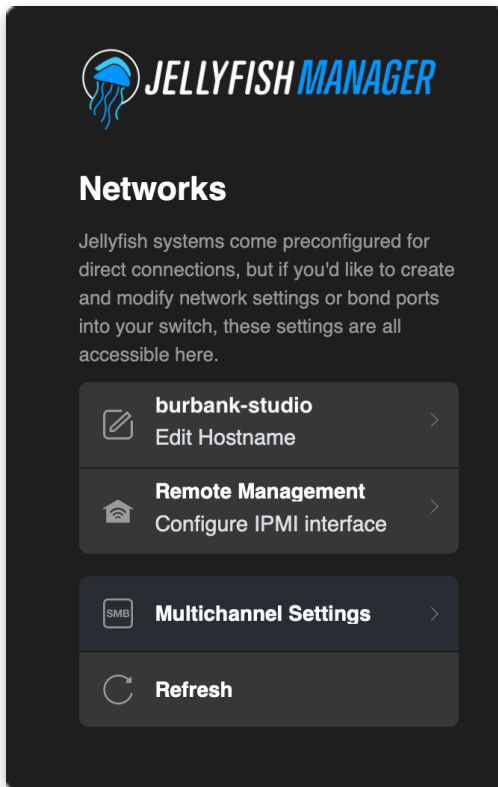 JELLYFISH MANAGER
Networks
Jellyfish systems come preconfigured for
direct connections, but if you'd like to create
and modify network settings or bond ports
into your switch, these settings are all
accessible here.
burbank-studio
Edit Hostname
Remote Management
Configure IPMI interface
SMB Multichannel Settings
Refresh